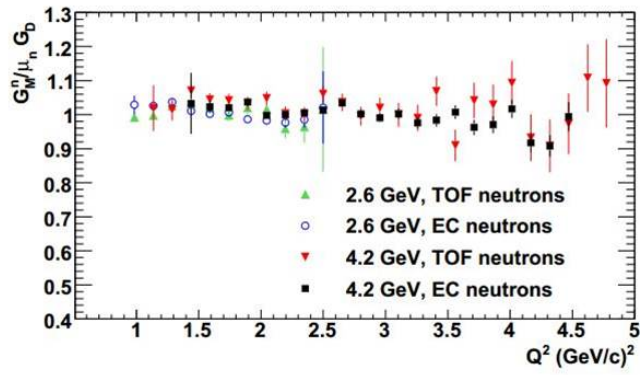 G_M^n/μ_n G_D
1.3
1.2
1.1
1
0.9
0.8
0.7
0.6
0.5
0.4
2.6 GeV, TOF neutrons
2.6 GeV, EC neutrons
4.2 GeV, TOF neutrons
4.2 GeV, EC neutrons
1 1.5 2 2.5 3 3.5 4 4.5 5
Q² (GeV/c)²